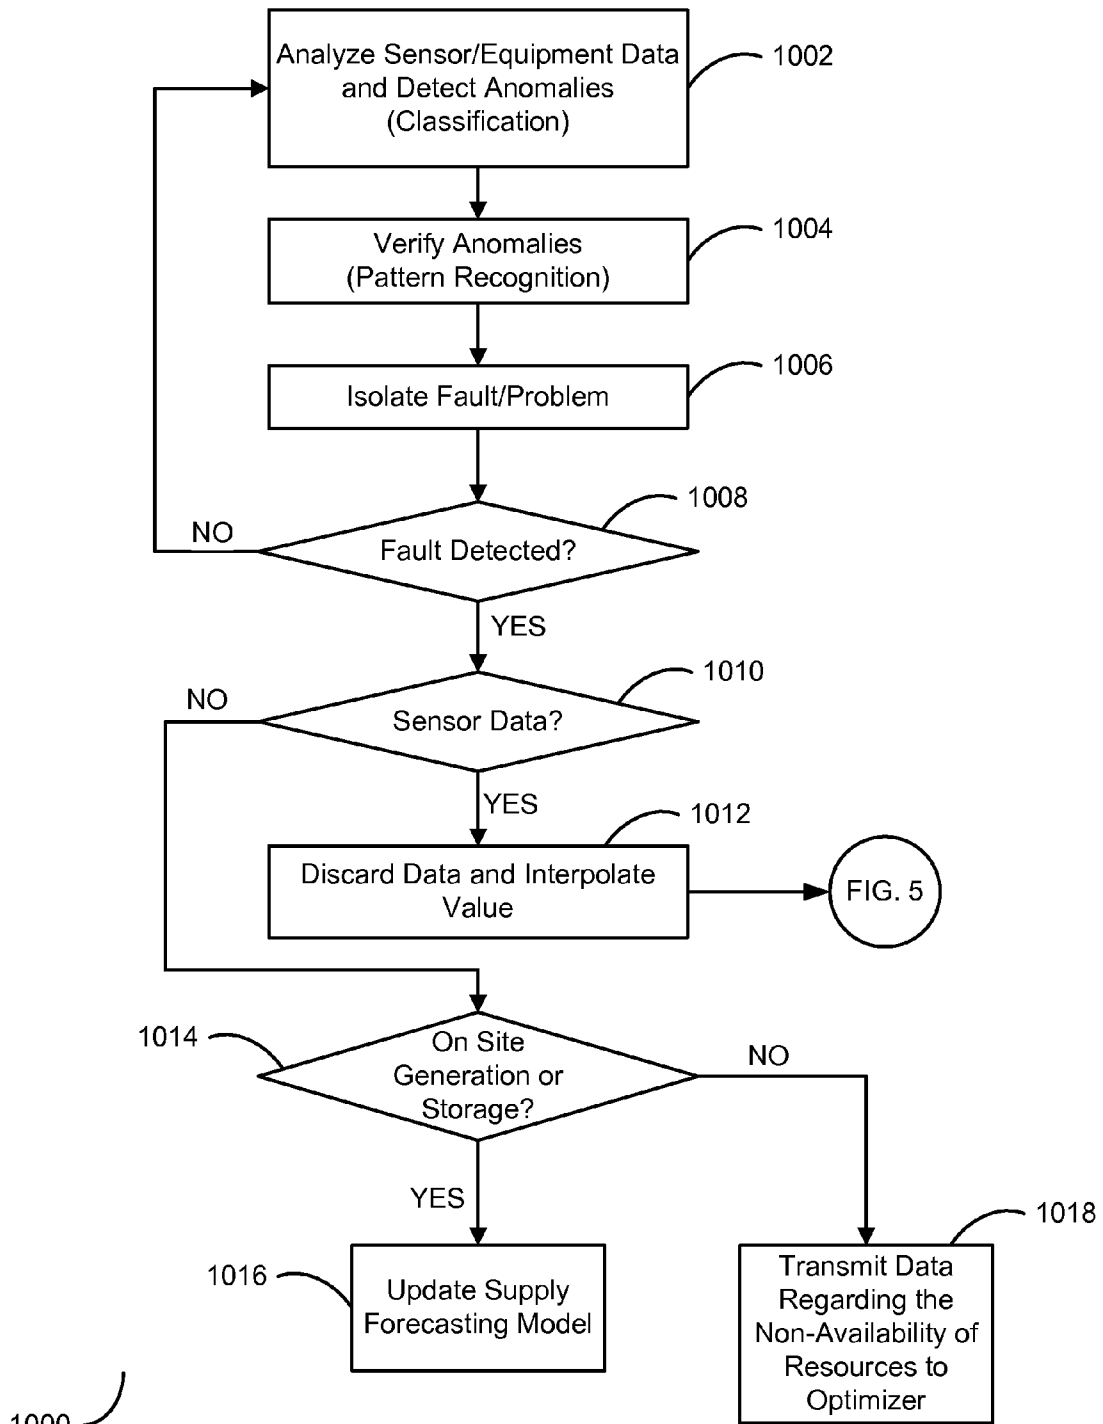 Analyze Sensor/Equipment Data
and Detect Anomalies
(Classification)
1002
Verify Anomalies
(Pattern Recognition)
1004
Isolate Fault/Problem
1006
1008
Fault Detected?
NO
YES
1010
Sensor Data?
NO
YES
1012
Discard Data and Interpolate
Value
FIG. 5
1014
On Site
Generation or
Storage?
NO
YES
1016
Update Supply
Forecasting Model
1018
Transmit Data
Regarding the
Non-Availability of
Resources to
Optimizer
1000